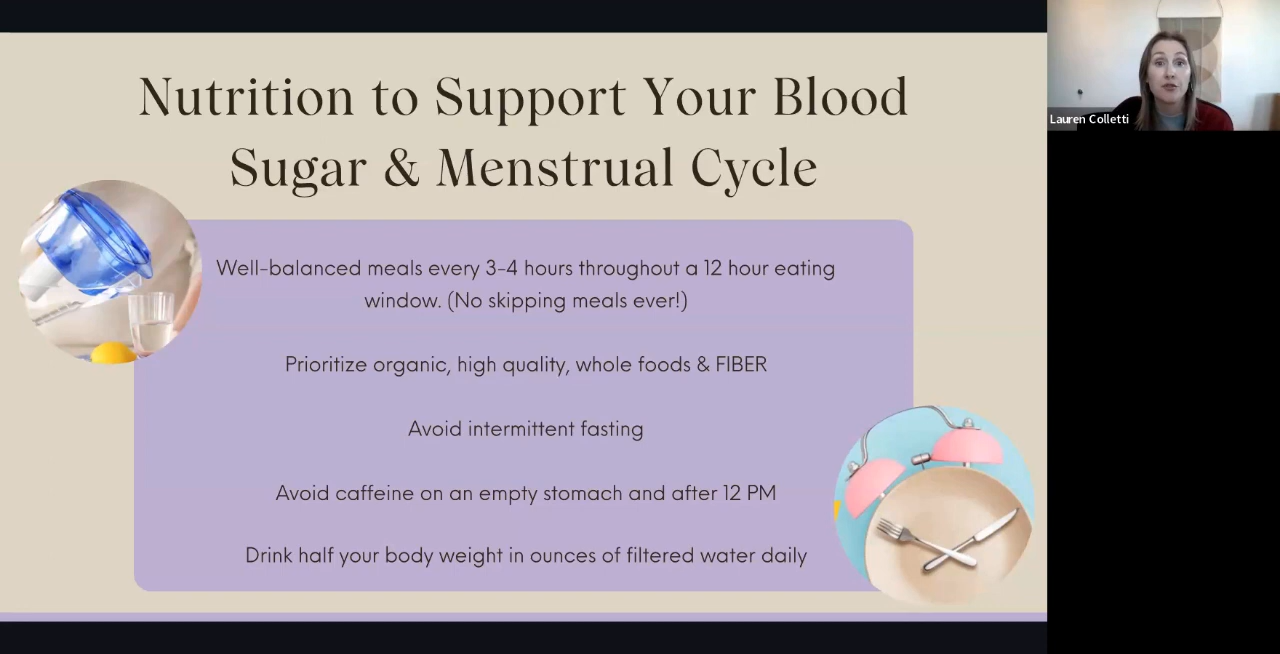 Nutrition to Support Your Blood
Sugar & Menstrual Cycle
Well-balanced meals every 3-4 hours throughout a 12 hour eating
window. (No skipping meals ever!)
Prioritize organic, high quality, whole foods & FIBER
Avoid intermittent fasting
Avoid caffeine on an empty stomach and after 12 PM
Drink half your body weight in ounces of filtered water daily
Lauren Colletti